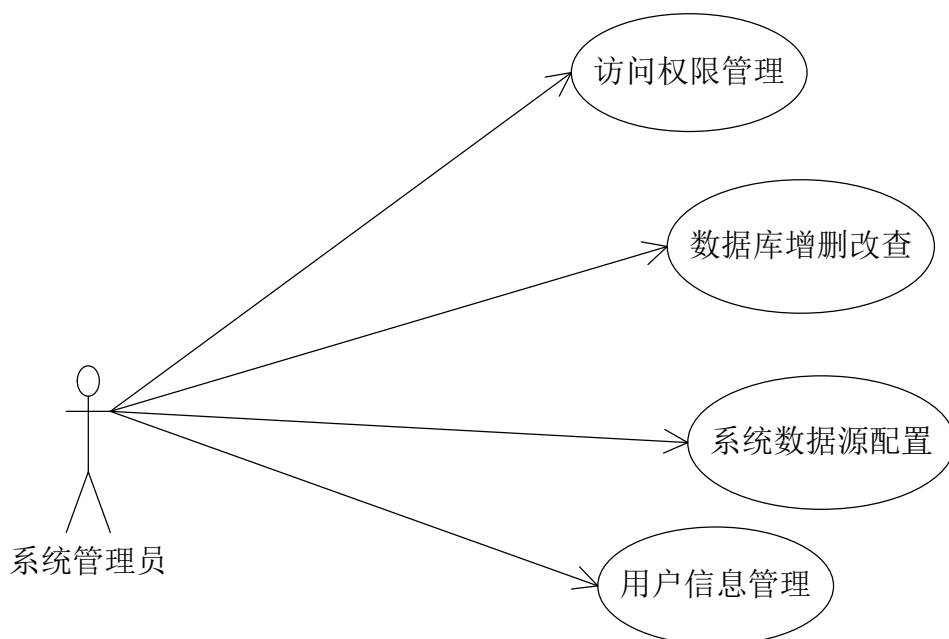 访问权限管理
数据库增删改查
系统数据源配置
系统管理员
用户信息管理